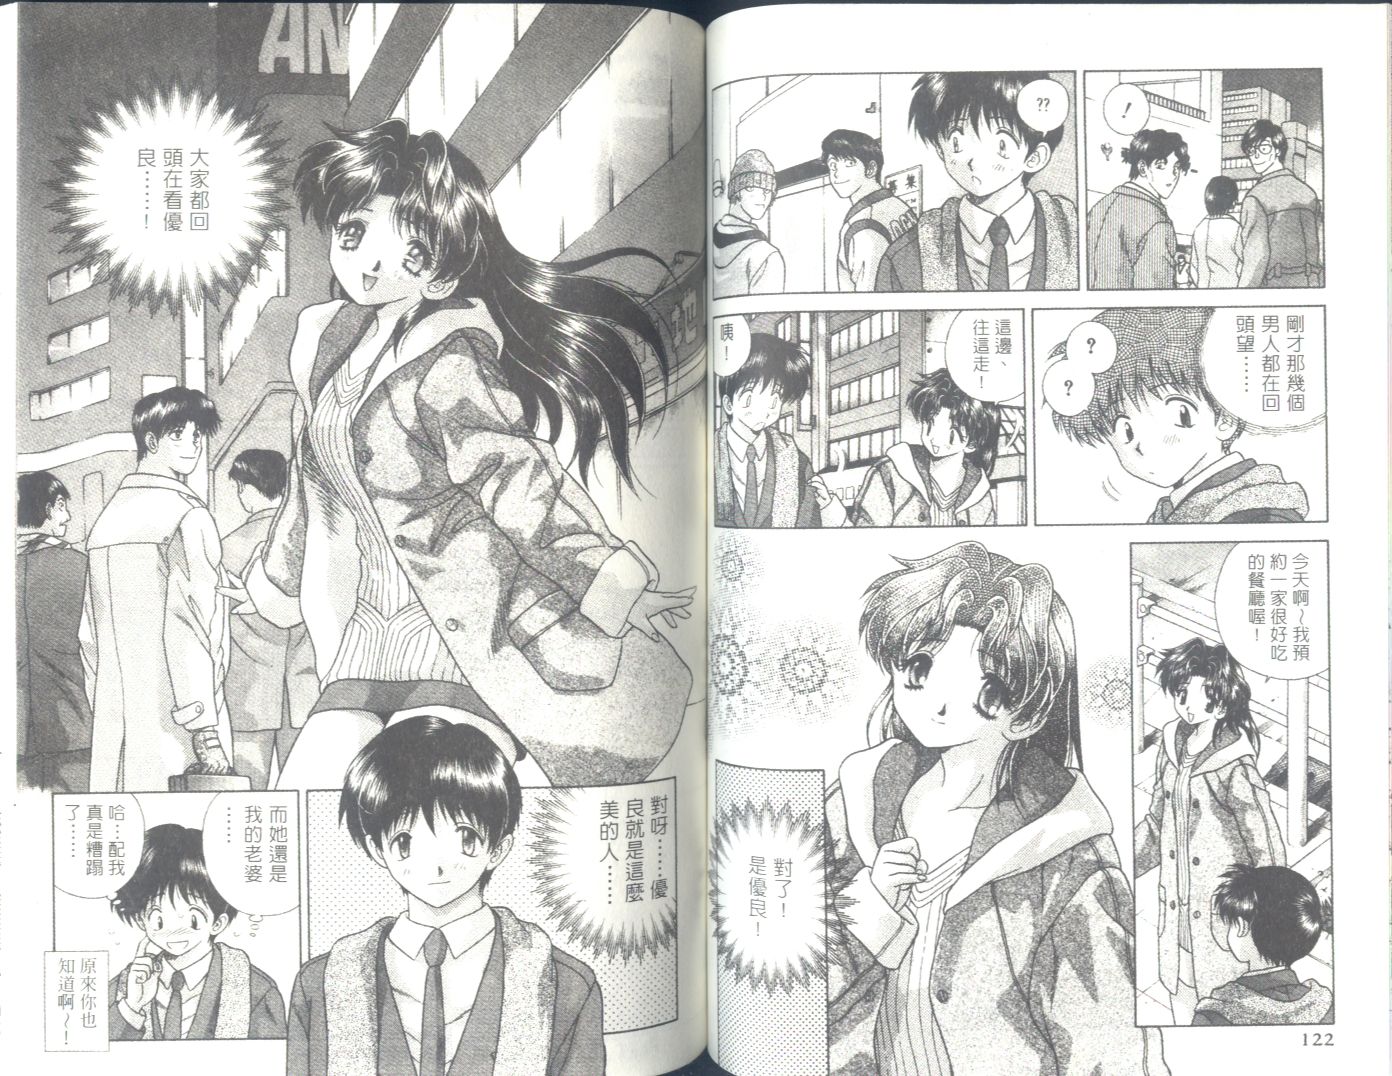 ！
??
募集
剛才那幾個
男人都在回
頭望……
?
?
這邊、
往這走！
咦！
今天啊～我預
約一家很好吃
的餐廳喔！
對了！
是優良！
122
AN
地
大家都回
頭在看優
良……！
對呀……優
良就是這麼
美的人……
而她還是
我的老婆
……
哈…配我
真是糟蹋
了……
原來你也
知道啊～！